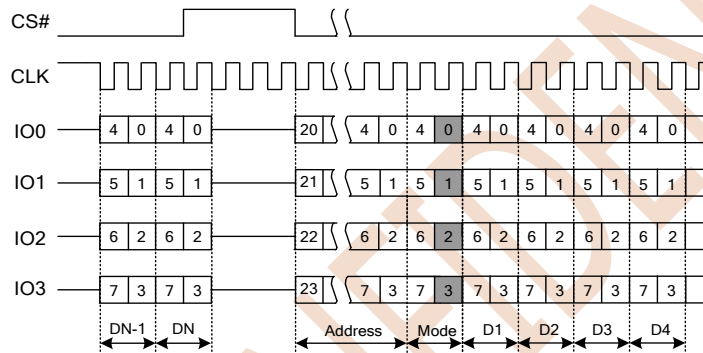 CS#
CLK
IO0 4 0 4 0 20 4 0 4 0 4 0 4 0 4 0 4 0
IO1 5 1 5 1 21 5 1 5 1 5 1 5 1 5 1 5 1
IO2 6 2 6 2 22 6 2 6 2 6 2 6 2 6 2 6 2
IO3 7 3 7 3 23 7 3 7 3 7 3 7 3 7 3 7 3
DN-1 DN Address Mode D1 D2 D3 D4